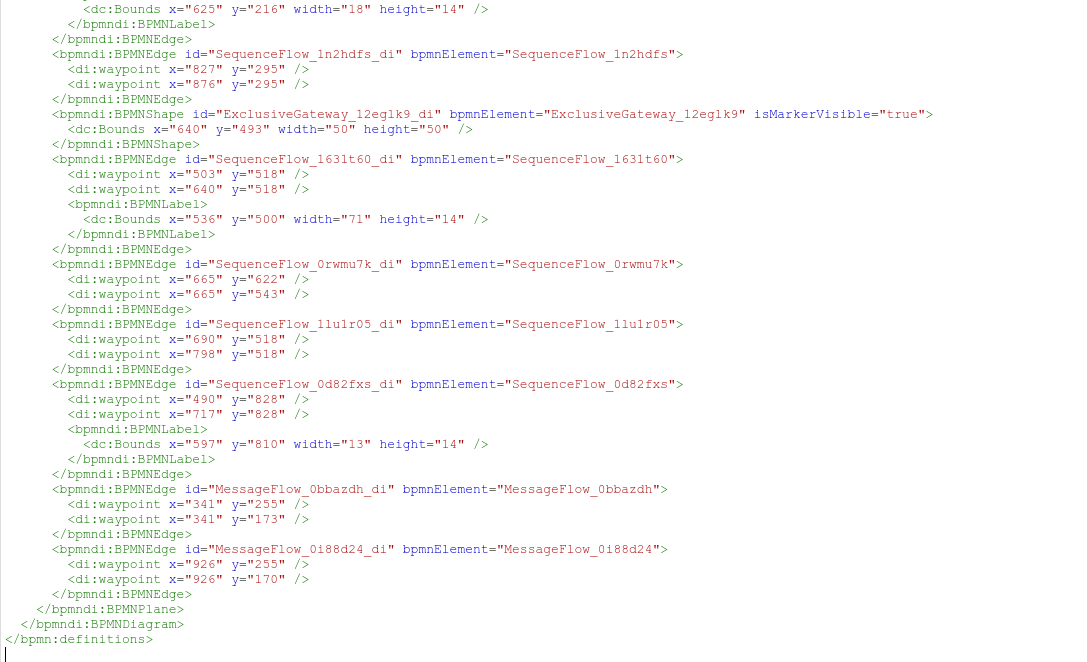 <dc:Bounds x="625" y="216" width="18" height="14" />
</bpmndi:BPMNLabel>
</bpmndi:BPMNEdge>
<bpmndi:BPMNEdge id="SequenceFlow_1n2hdfs_di" bpmnElement="SequenceFlow_1n2hdfs">
<di:waypoint x="827" y="295" />
<di:waypoint x="876" y="295" />
</bpmndi:BPMNEdge>
<bpmndi:BPMNShape id="ExclusiveGateway_12eglk9_di" bpmnElement="ExclusiveGateway_12eglk9" isMarkerVisible="true">
<dc:Bounds x="640" y="493" width="50" height="50" />
</bpmndi:BPMNShape>
<bpmndi:BPMNEdge id="SequenceFlow_163lt60_di" bpmnElement="SequenceFlow_163lt60">
<di:waypoint x="503" y="518" />
<di:waypoint x="640" y="518" />
<bpmndi:BPMNLabel>
<dc:Bounds x="536" y="500" width="71" height="14" />
</bpmndi:BPMNLabel>
</bpmndi:BPMNEdge>
<bpmndi:BPMNEdge id="SequenceFlow_0rwmu7k_di" bpmnElement="SequenceFlow_0rwmu7k">
<di:waypoint x="665" y="622" />
<di:waypoint x="665" y="543" />
</bpmndi:BPMNEdge>
<bpmndi:BPMNEdge id="SequenceFlow_1lu1r05_di" bpmnElement="SequenceFlow_1lu1r05">
<di:waypoint x="690" y="518" />
<di:waypoint x="798" y="518" />
</bpmndi:BPMNEdge>
<bpmndi:BPMNEdge id="SequenceFlow_0d82fxs_di" bpmnElement="SequenceFlow_0d82fxs">
<di:waypoint x="490" y="828" />
<di:waypoint x="717" y="828" />
<bpmndi:BPMNLabel>
<dc:Bounds x="597" y="810" width="13" height="14" />
</bpmndi:BPMNLabel>
</bpmndi:BPMNEdge>
<bpmndi:BPMNEdge id="MessageFlow_0bbazdh_di" bpmnElement="MessageFlow_0bbazdh">
<di:waypoint x="341" y="255" />
<di:waypoint x="341" y="173" />
</bpmndi:BPMNEdge>
<bpmndi:BPMNEdge id="MessageFlow_0i88d24_di" bpmnElement="MessageFlow_0i88d24">
<di:waypoint x="926" y="255" />
<di:waypoint x="926" y="170" />
</bpmndi:BPMNEdge>
</bpmndi:BPMNPlane>
</bpmndi:BPMNDiagram>
</bpmn:definitions>